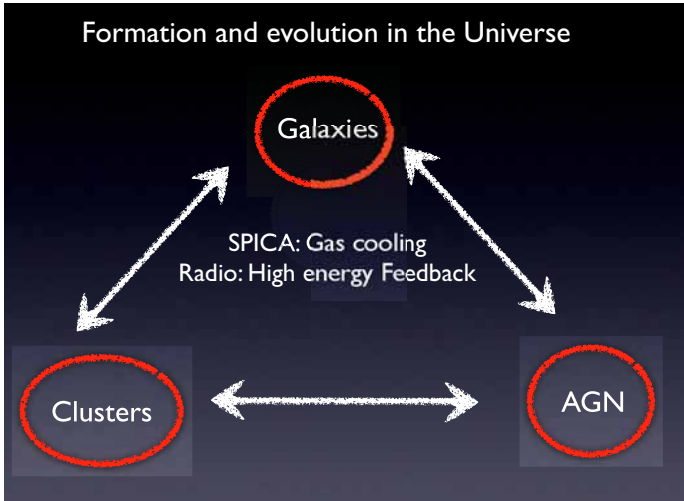 Formation and evolution in the Universe
Galaxies
SPICA: Gas cooling
Radio: High energy Feedback
Clusters
AGN